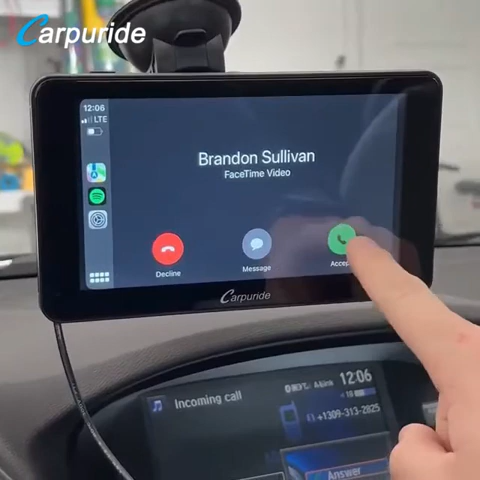 Carpuride
12:06
LTE
Brandon Sullivan
FaceTime Video
Decline
Message
Carpuride
Incoming call
12:06
+1309-313-2825
Answer